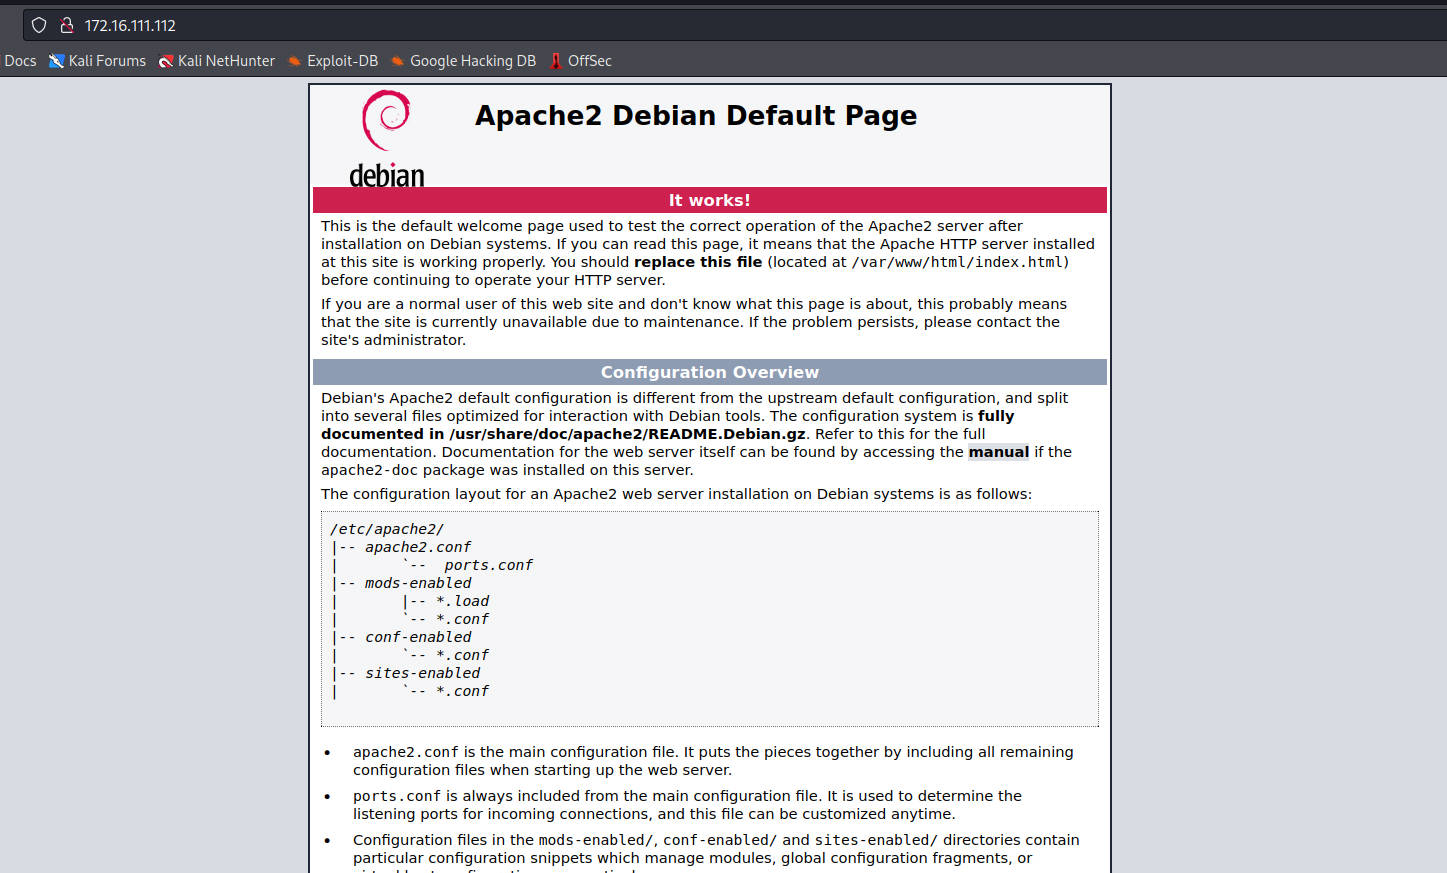 172.16.111.112
Docs Kali Forums Kali NetHunter Exploit-DB Google Hacking DB OffSec
debian
Apache2 Debian Default Page
It works!
This is the default welcome page used to test the correct operation of the Apache2 server after
installation on Debian systems. If you can read this page, it means that the Apache HTTP server installed
at this site is working properly. You should replace this file (located at /var/www/html/index.html)
before continuing to operate your HTTP server.
If you are a normal user of this web site and don't know what this page is about, this probably means
that the site is currently unavailable due to maintenance. If the problem persists, please contact the
site's administrator.
Configuration Overview
Debian's Apache2 default configuration is different from the upstream default configuration, and split
into several files optimized for interaction with Debian tools. The configuration system is fully
documented in /usr/share/doc/apache2/README.Debian.gz. Refer to this for the full
documentation. Documentation for the web server itself can be found by accessing the manual if the
apache2-doc package was installed on this server.
The configuration layout for an Apache2 web server installation on Debian systems is as follows:
/etc/apache2/
|-- apache2.conf
|       `--  ports.conf
|-- mods-enabled
|       |-- *.load
|       `-- *.conf
|-- conf-enabled
|       `-- *.conf
|-- sites-enabled
|       `-- *.conf
• apache2.conf is the main configuration file. It puts the pieces together by including all remaining
configuration files when starting up the web server.
• ports.conf is always included from the main configuration file. It is used to determine the
listening ports for incoming connections, and this file can be customized anytime.
• Configuration files in the mods-enabled/, conf-enabled/ and sites-enabled/ directories contain
particular configuration snippets which manage modules, global configuration fragments, or